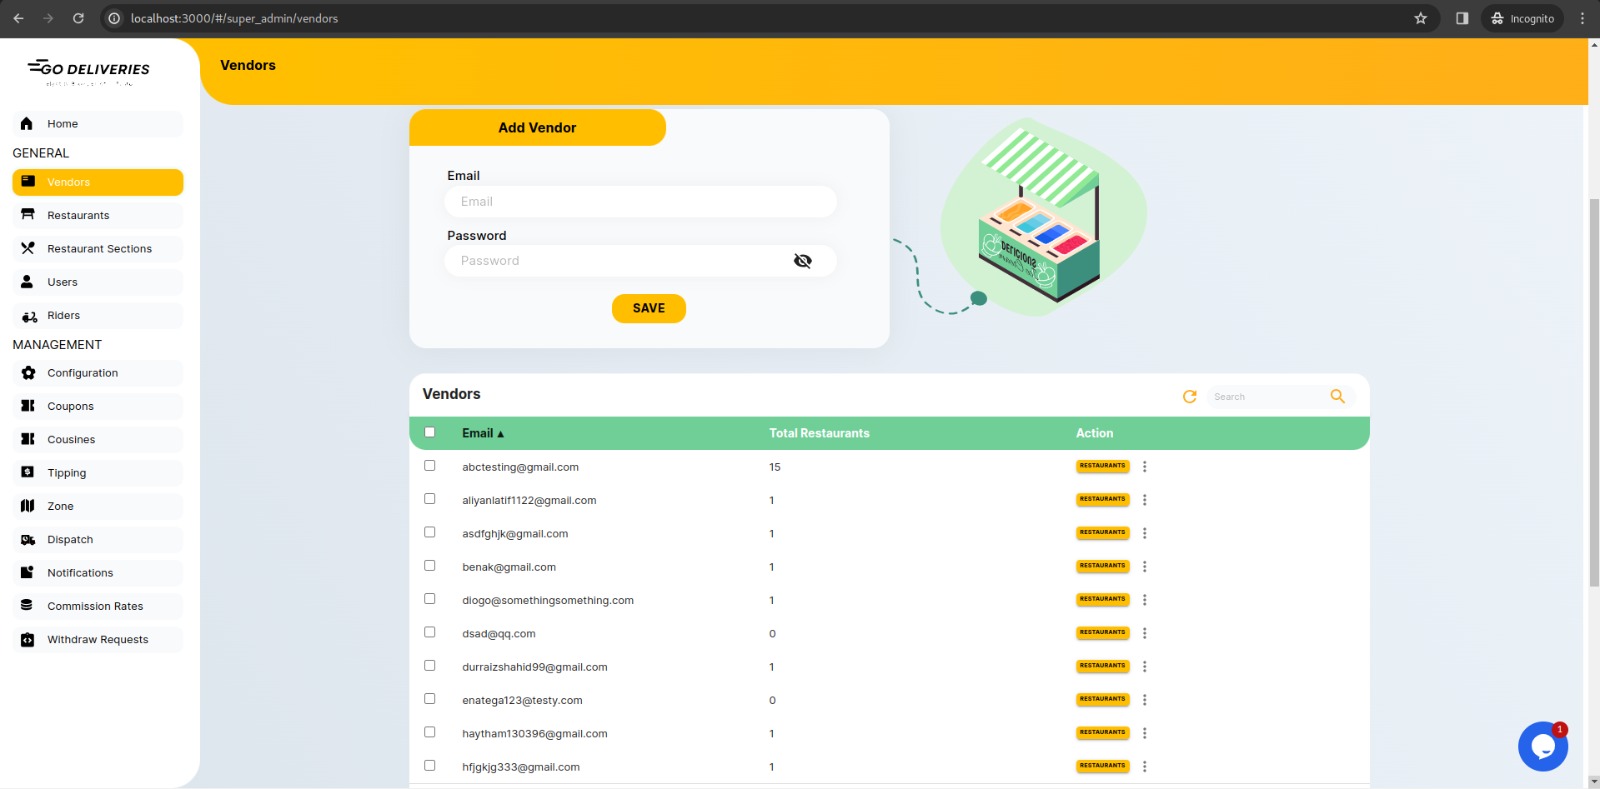 localhost:3000/#/super_admin/vendors
Incognito
GO DELIVERIES
Vendors
Home
GENERAL
Vendors
Restaurants
Restaurant Sections
Users
Riders
MANAGEMENT
Configuration
Coupons
Cousines
Tipping
Zone
Dispatch
Notifications
Commission Rates
Withdraw Requests
Add Vendor
Email
Email
Password
Password
SAVE
DELICIOUS
Vendors
Search
Email ▲ Total Restaurants Action
abctesting@gmail.com 15 RESTAURANTS
aliyanlatif1122@gmail.com 1 RESTAURANTS
asdfghjk@gmail.com 1 RESTAURANTS
benak@gmail.com 1 RESTAURANTS
diogo@somethingsomething.com 1 RESTAURANTS
dsad@qq.com 0 RESTAURANTS
durraizshahid99@gmail.com 1 RESTAURANTS
enatega123@testy.com 0 RESTAURANTS
haytham130396@gmail.com 1 RESTAURANTS
hfjgkjg333@gmail.com 1 RESTAURANTS
1